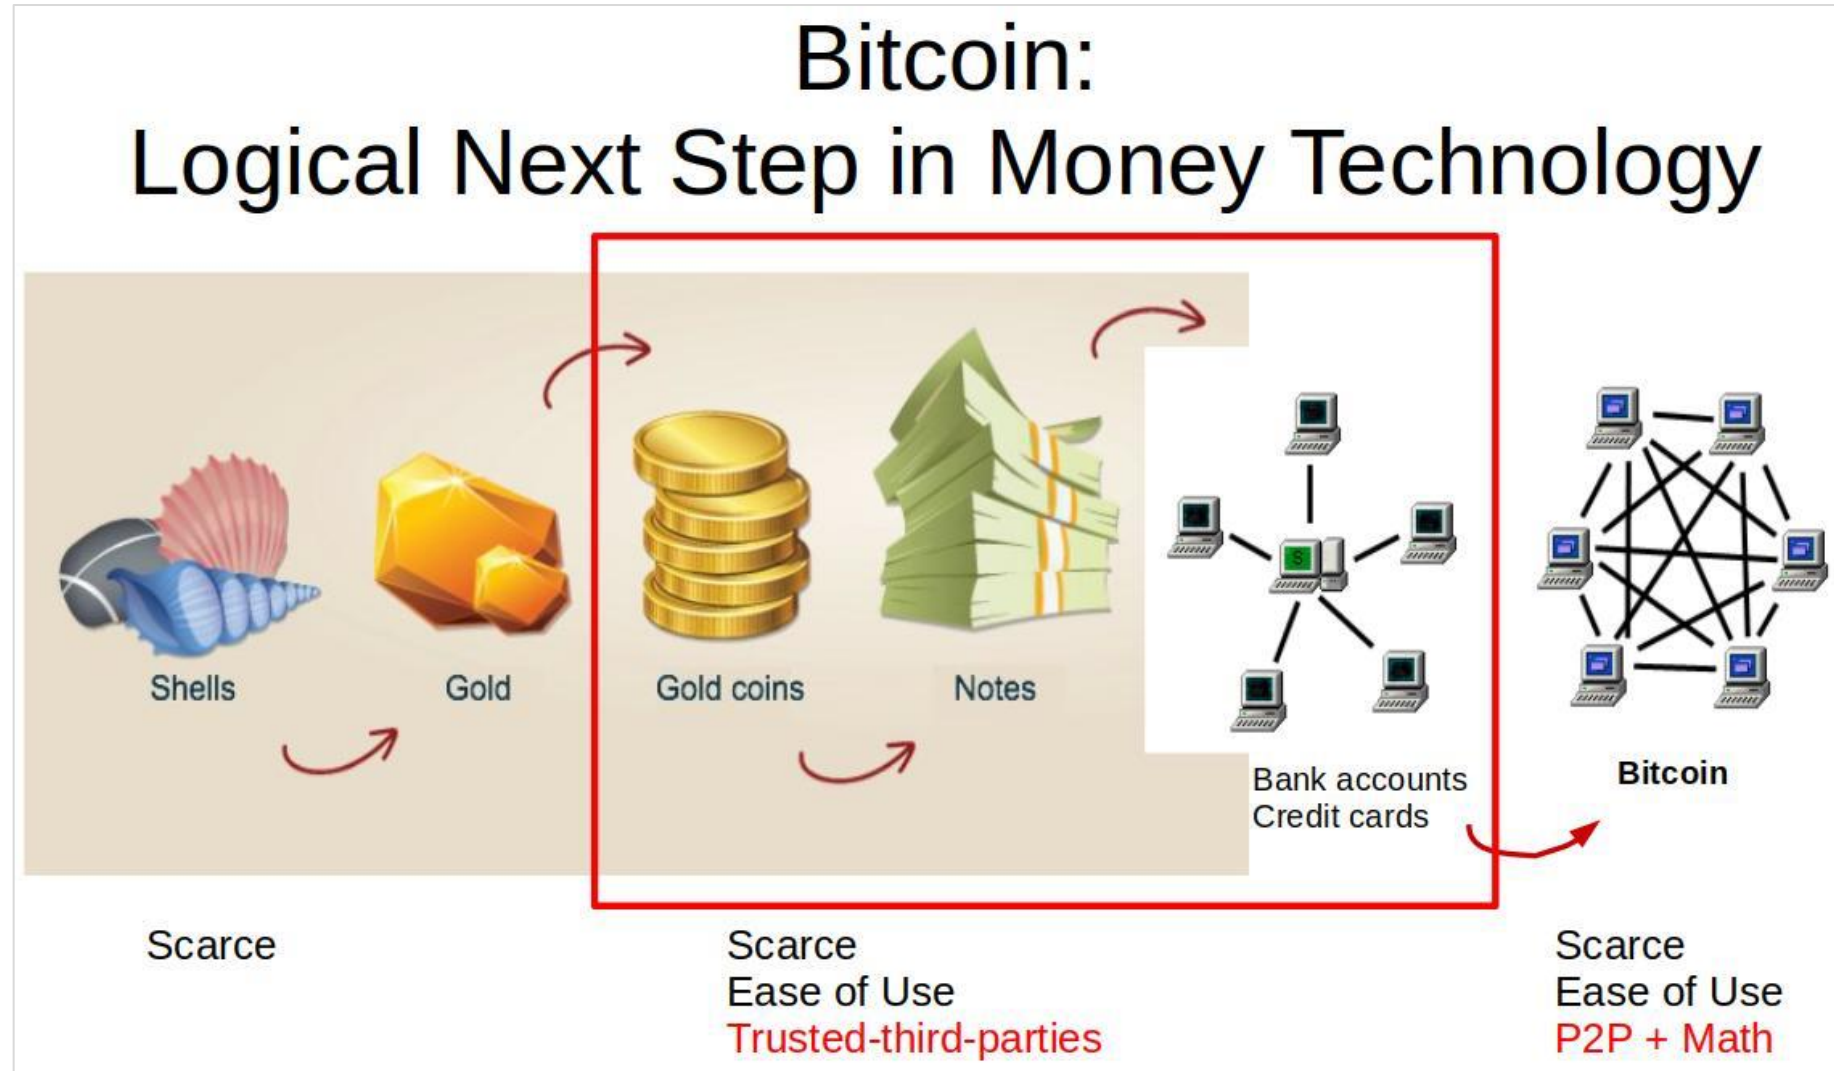 Bitcoin:
Logical Next Step in Money Technology
Shells
Gold
Gold coins
Notes
$
Bank accounts
Credit cards
Bitcoin
Scarce
Scarce
Ease of Use
Trusted-third-parties
Scarce
Ease of Use
P2P + Math